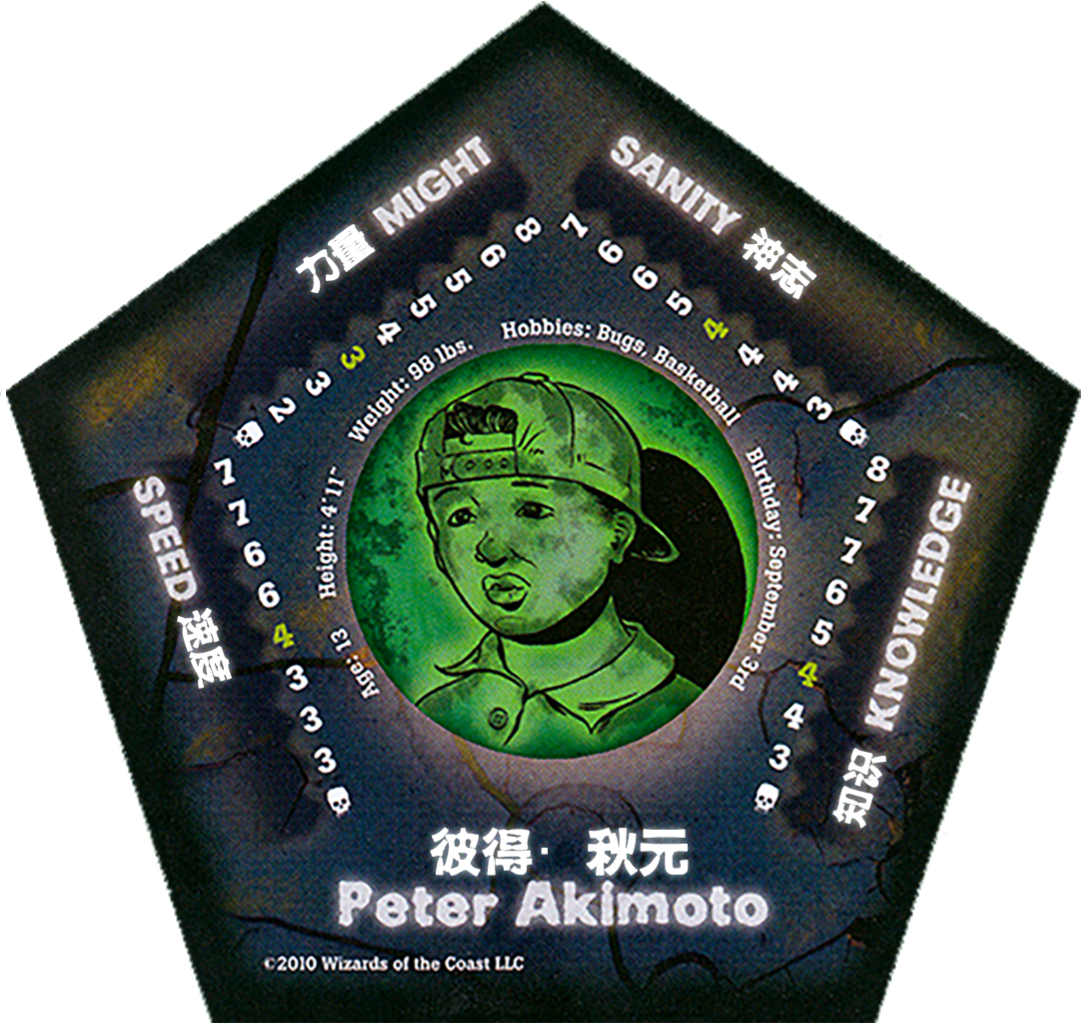 力量 MIGHT
2 3 3 4 5 5 6 8
SANITY 神志
7 6 6 5 4 4 4 3
SPEED 速度
7 7 6 6 4 3 3 3
KNOWLEDGE
知识
8 7 7 6 5 4 4 3
Age: 13
Height: 4'11"
Weight: 98 lbs.
Hobbies: Bugs, Basketball
Birthday: September 3rd
彼得· 秋元
Peter Akimoto
©2010 Wizards of the Coast LLC